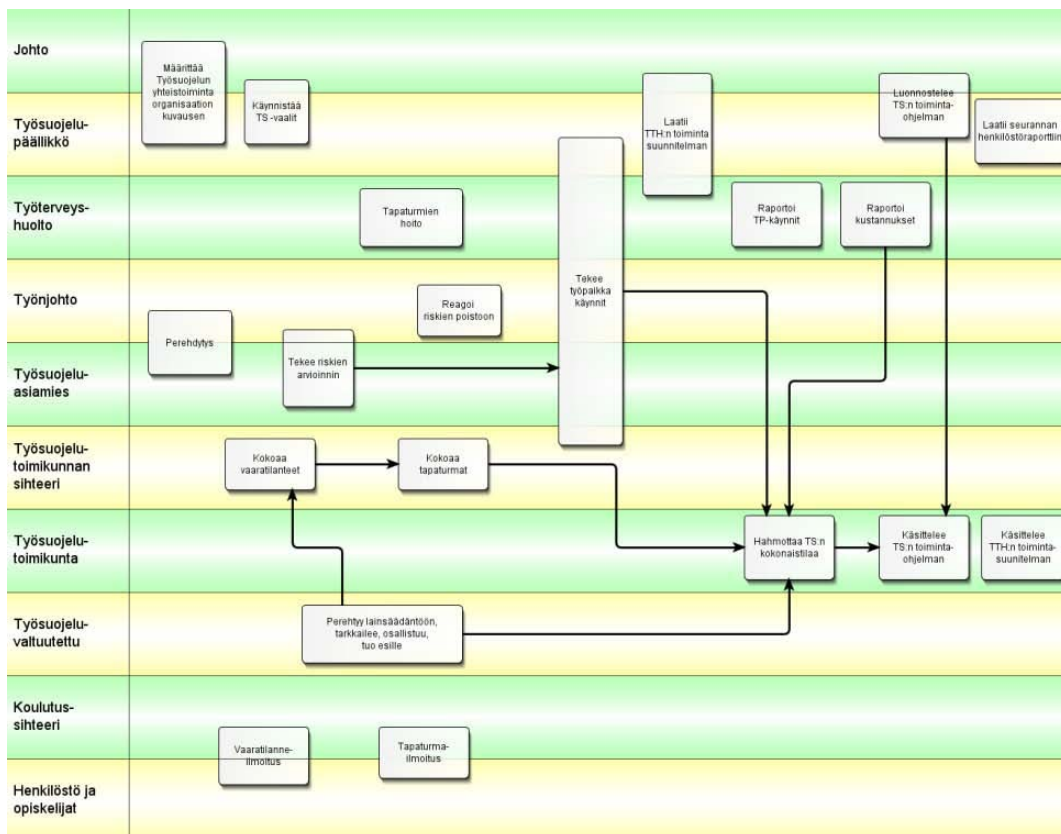 Johto
Määrittää
Työsuojelun
yhteistoiminta
organisaation
kuvausen
Käynnistää
TS -vaalit
Luonnostelee
TS:n toiminta-
ohjelman
Työsuojelu-
päällikkö
Laatii
TTH:n toiminta
suunnitelman
Laatii seurannan
henkilöstöraporttiin
Työterveys-
huolto
Tapaturmien
hoito
Raportoi
TP-käynnit
Raportoi
kustannukset
Työnjohto
Perehdytys
Reagoi
riskien poistoon
Tekee
työpaikka
käynnit
Työsuojelu-
asiamies
Tekee riskien
arvioinnin
Työsuojelu-
toimikunnan
sihteeri
Kokoaa
vaaratilanteet
Kokoaa
tapaturmat
Työsuojelu-
toimikunta
Hahmottaa TS:n
kokonaistilaa
Käsittelee
TS:n toiminta-
ohjelman
Käsittelee
TTH:n toiminta-
suunitelman
Työsuojelu-
valtuutettu
Perehtyy lainsäädäntöön,
tarkkailee, osallistuu,
tuo esille
Koulutus-
sihteeri
Vaaratilanne-
ilmoitus
Tapaturma-
ilmoitus
Henkilöstö ja
opiskelijat